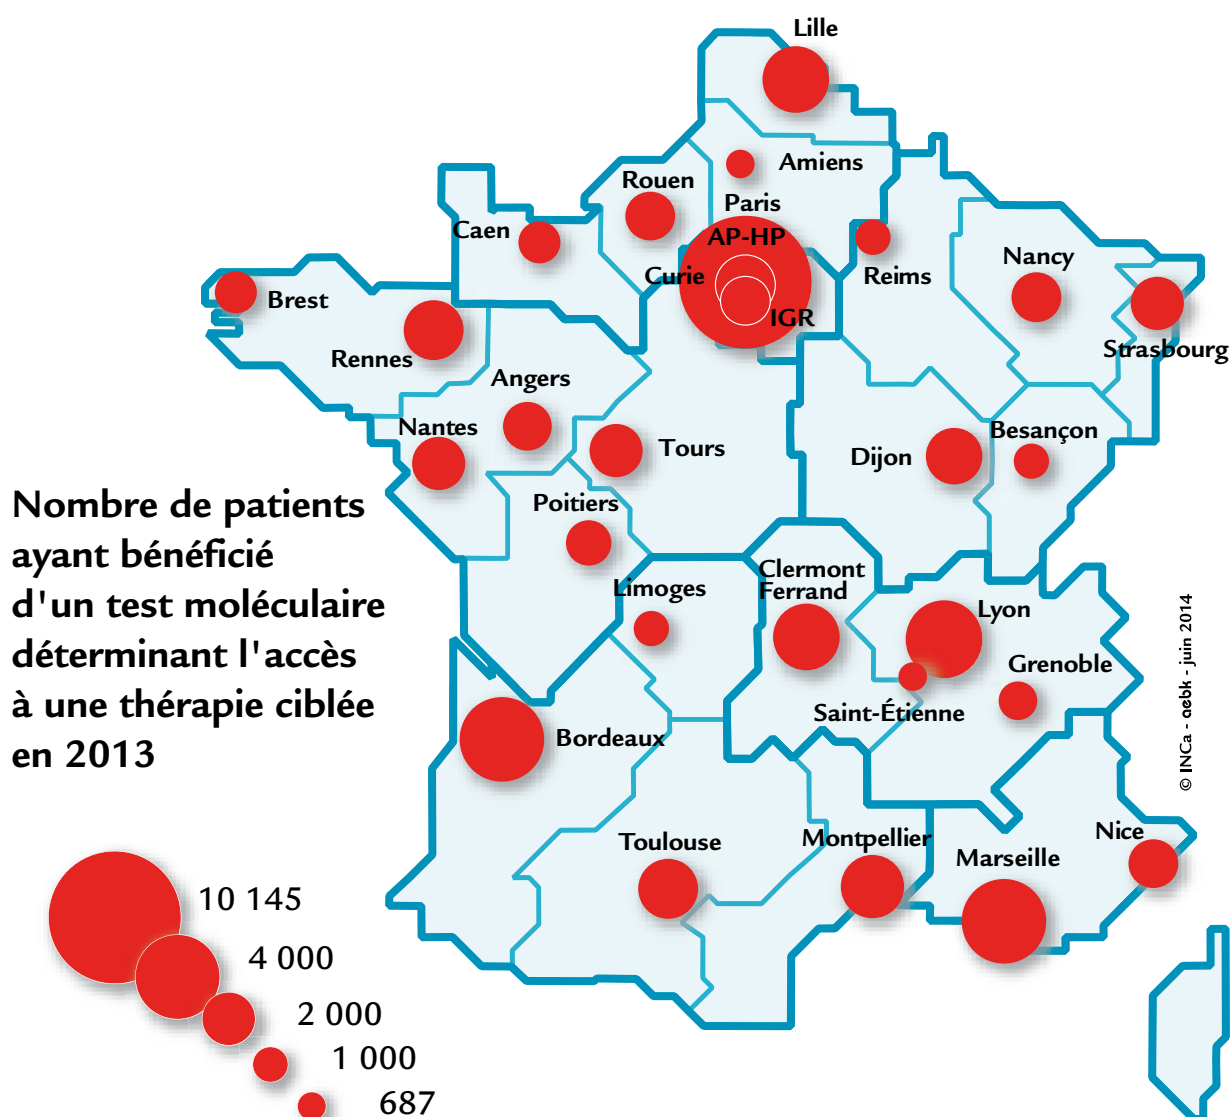 Lille
Amiens
Rouen
Paris
AP-HP
Caen
Curie
IGR
Reims
Nancy
Strasbourg
Brest
Rennes
Angers
Nantes
Tours
Dijon
Besançon
Poitiers
Nombre de patients
ayant bénéficié
d'un test moléculaire
déterminant l'accès
à une thérapie ciblée
en 2013
Limoges
Clermont
Ferrand
Lyon
Grenoble
Saint-Étienne
Bordeaux
Toulouse
Montpellier
Marseille
Nice
© INCa - aebk - juin 2014
10 145
4 000
2 000
1 000
687